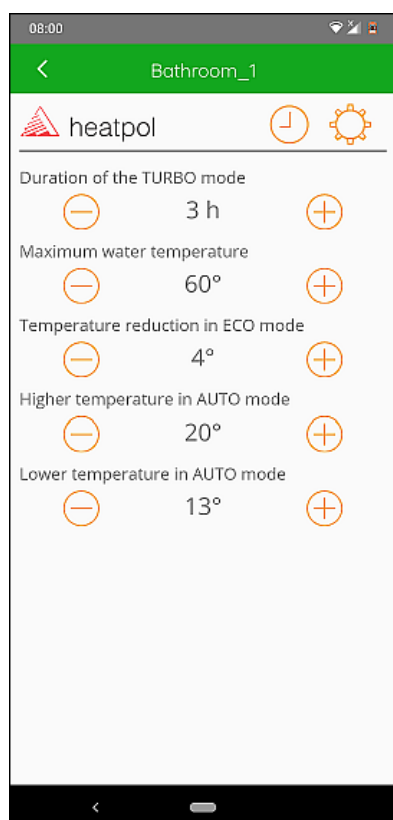 08:00
Bathroom_1
heatpol
Duration of the TURBO mode
3 h
Maximum water temperature
60°
Temperature reduction in ECO mode
4°
Higher temperature in AUTO mode
20°
Lower temperature in AUTO mode
13°